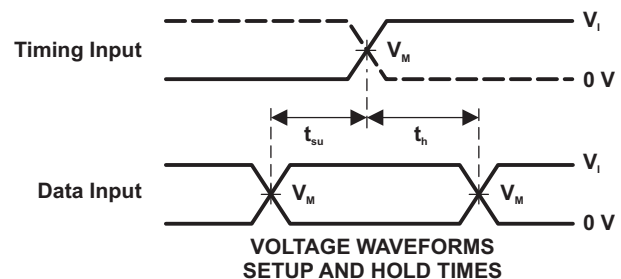 V_I
Timing Input
V_M
0 V
t_su
t_h
V_I
Data Input
V_M
V_M
0 V
VOLTAGE WAVEFORMS
SETUP AND HOLD TIMES